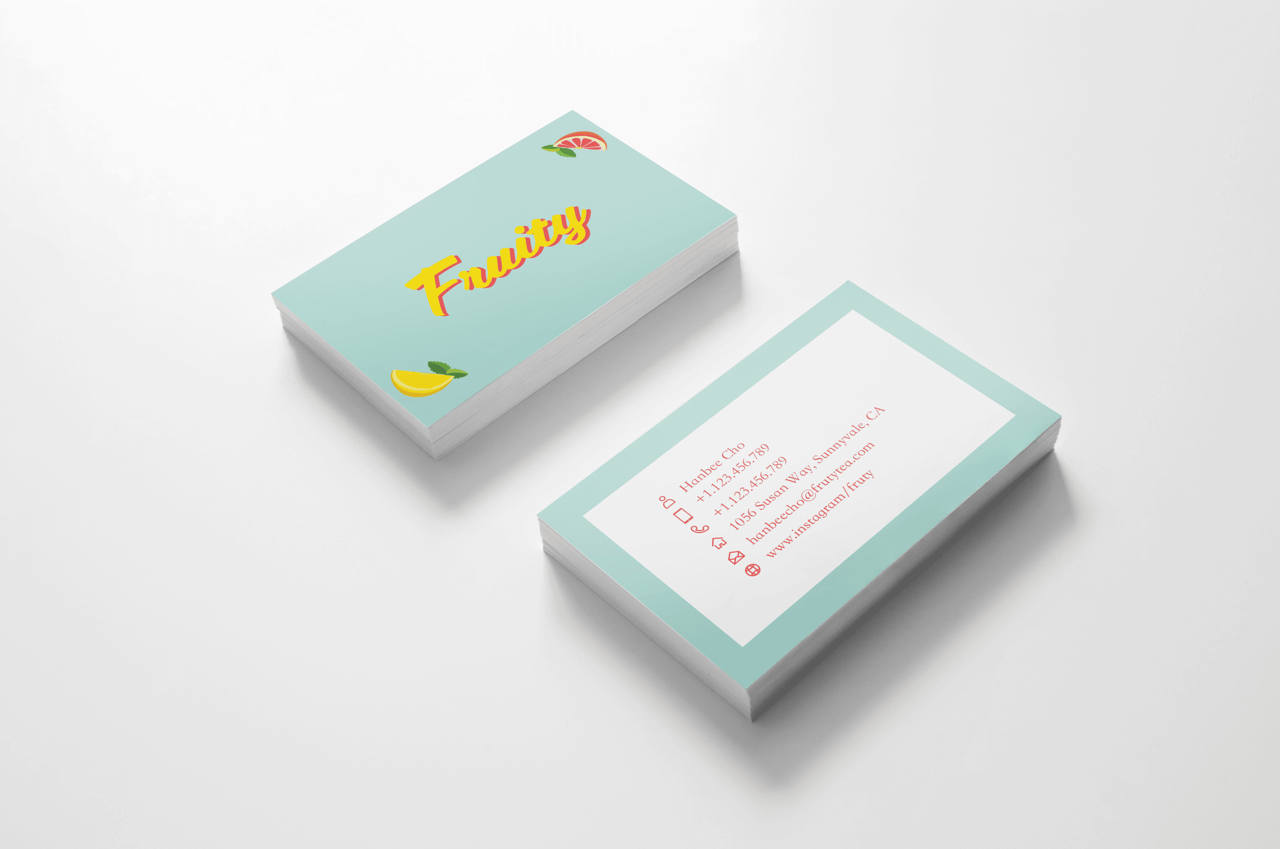 Fruity
Hanbee Cho
+1.123.456.789
+1.123.456.789
1056 Susan Way, Sunnyvale, CA
hanbeecho@frutytea.com
www.instagram/fruty